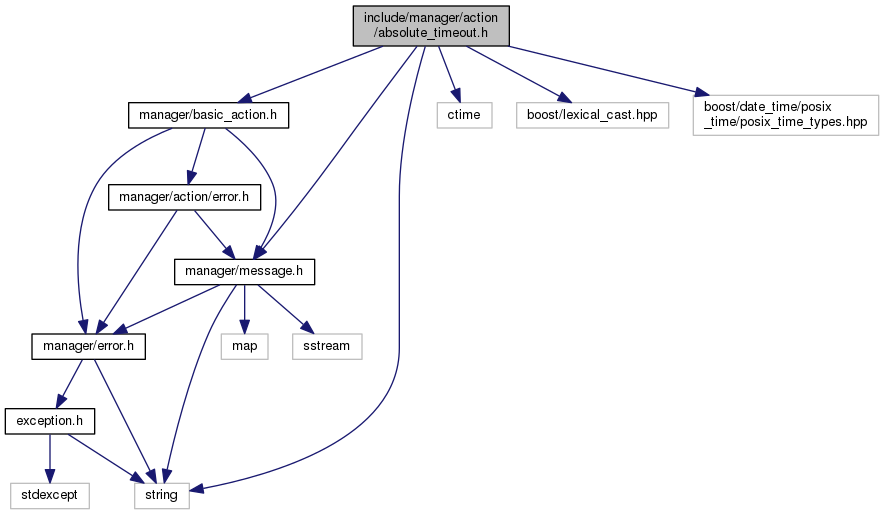 include/manager/action
/absolute_timeout.h
manager/basic_action.h
ctime
boost/lexical_cast.hpp
boost/date_time/posix
_time/posix_time_types.hpp
manager/action/error.h
manager/message.h
manager/error.h
map
sstream
exception.h
stdexcept
string